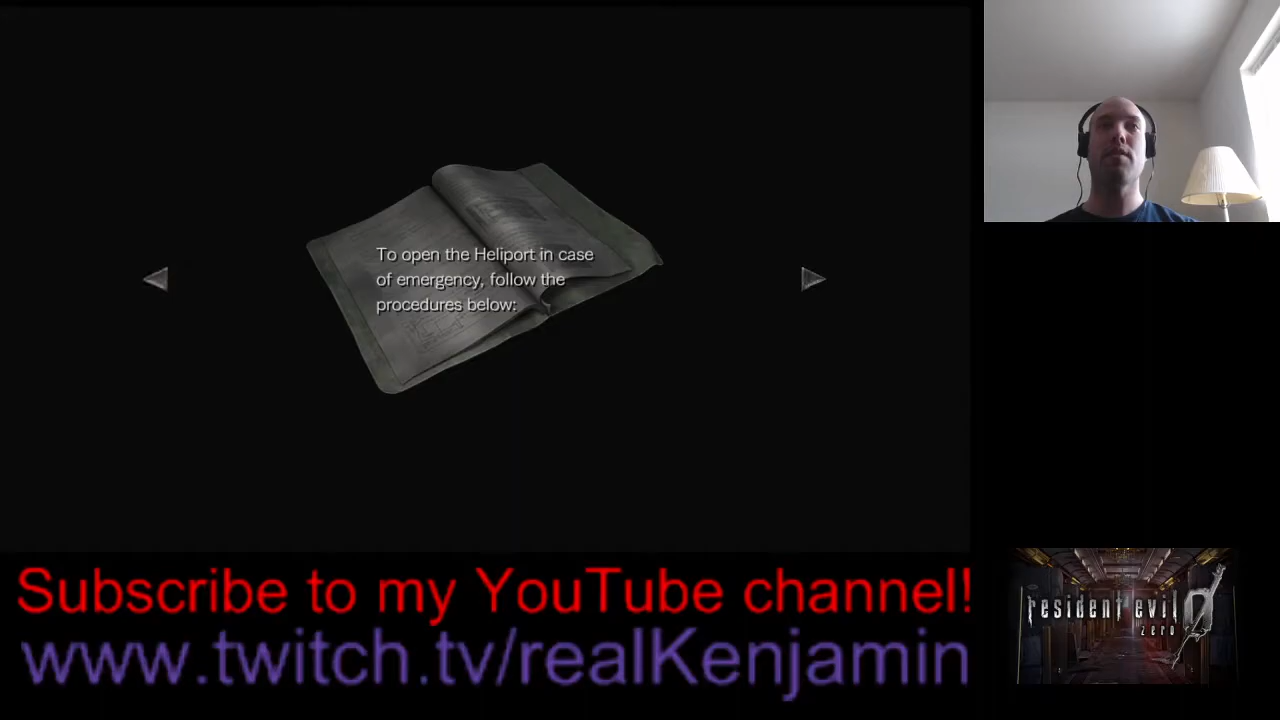 To open the Heliport in case
of emergency, follow the
procedures below:
Subscribe to my YouTube channel!
www.twitch.tv/realKenjamin
resident evil 0
zero